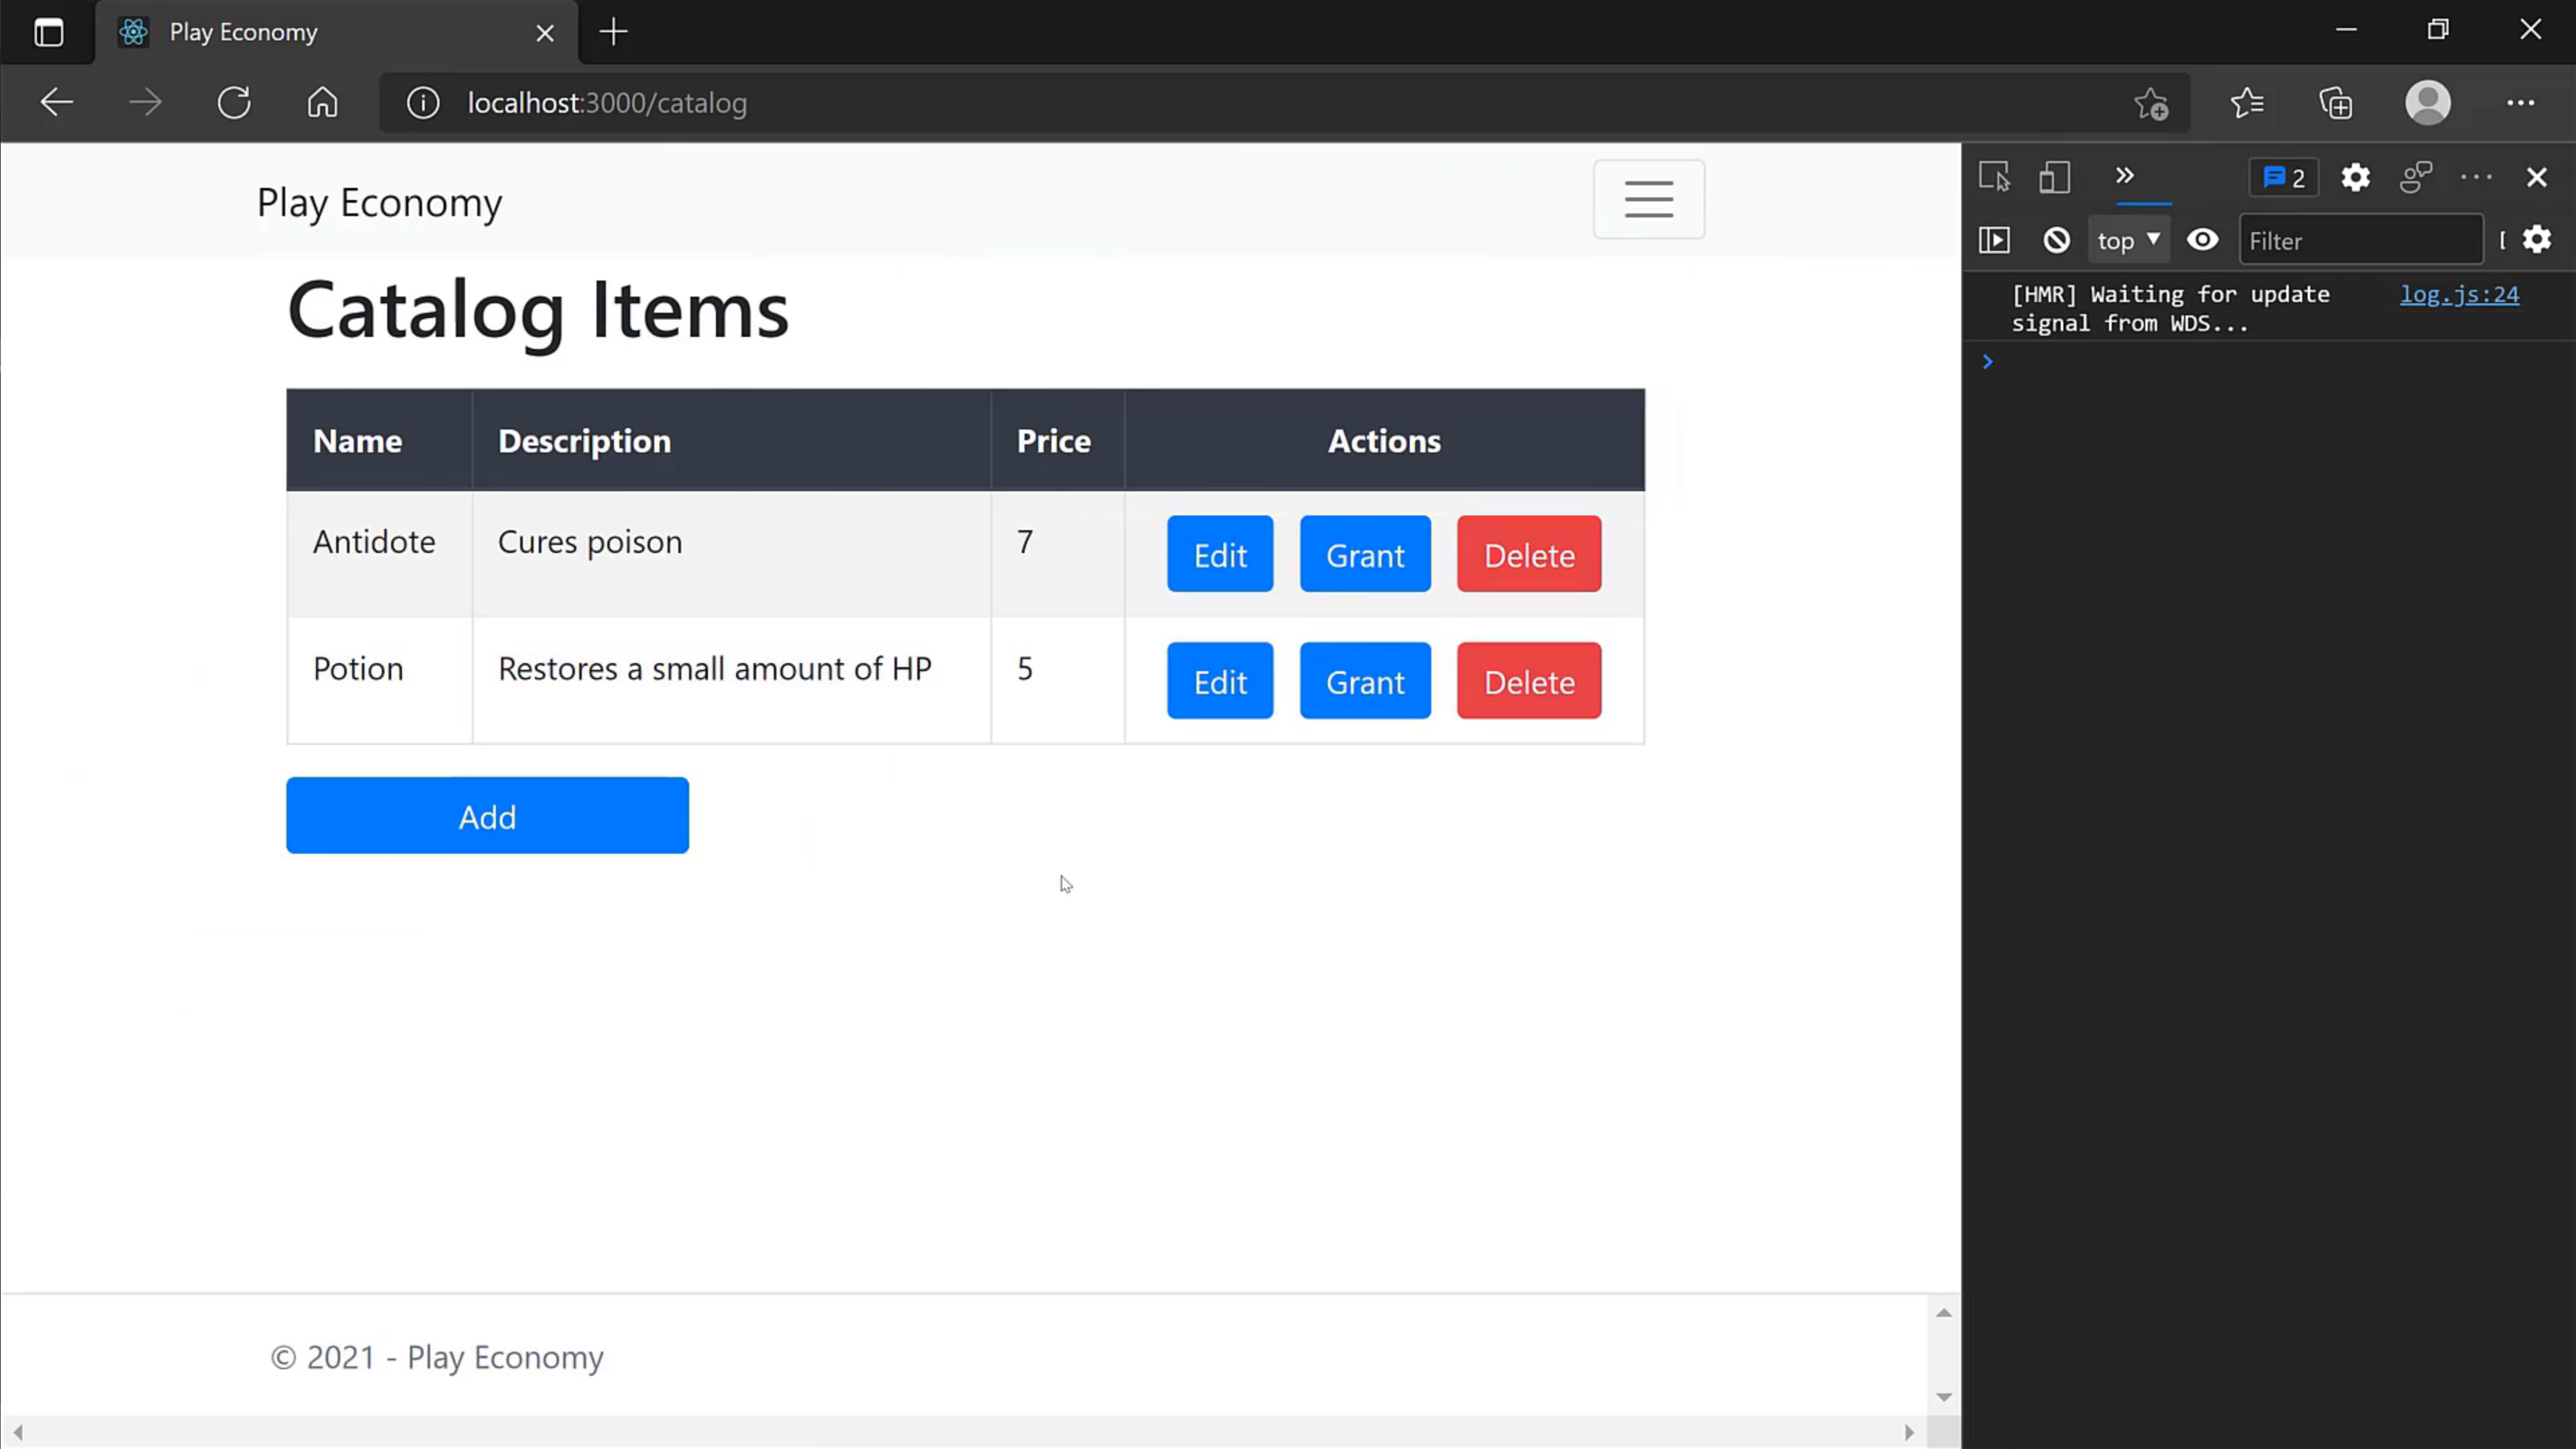 Play Economy
localhost:3000/catalog
Play Economy
2
top
Filter
[HMR] Waiting for update log.js:24
signal from WDS...
Catalog Items
Name Description Price Actions
Antidote Cures poison 7 Edit Grant Delete
Potion Restores a small amount of HP 5 Edit Grant Delete
Add
© 2021 - Play Economy